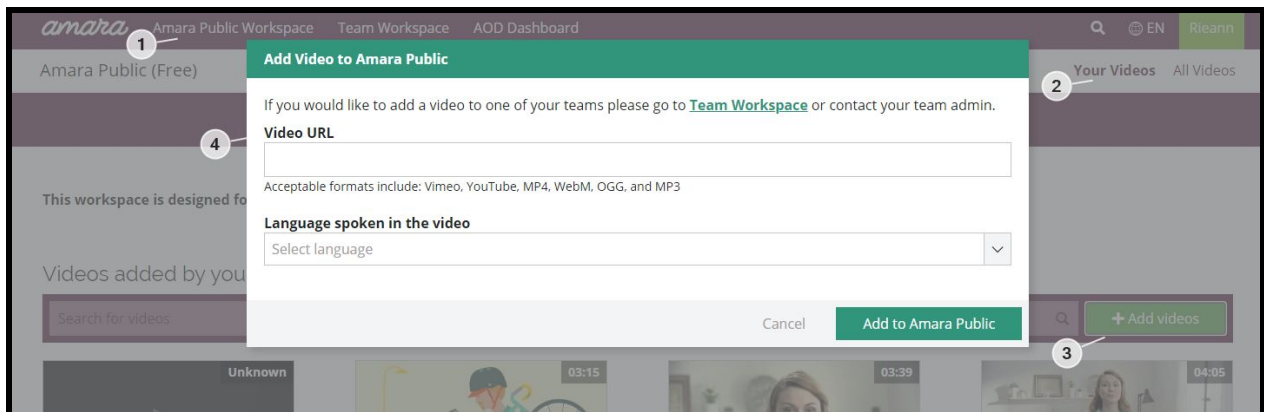 amara Amara Public Workspace Team Workspace AOD Dashboard EN Rieann
1
Amara Public (Free)
Your Videos All Videos
2
Add Video to Amara Public
If you would like to add a video to one of your teams please go to Team Workspace or contact your team admin.
Video URL
4
Acceptable formats include: Vimeo, YouTube, MP4, WebM, OGG, and MP3
This workspace is designed fo
Language spoken in the video
Select language
Videos added by you
Search for videos
Cancel Add to Amara Public
+ Add videos
3
Unknown 03:15 03:39 04:05